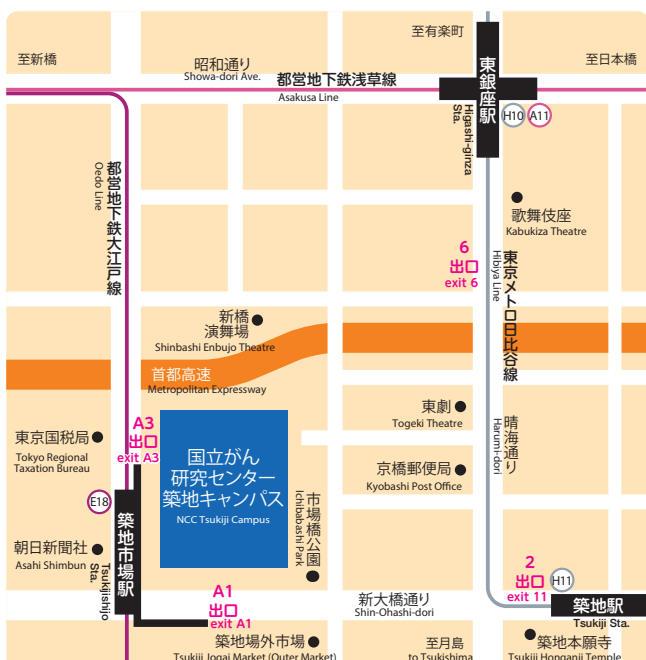 至有楽町
至新橋
昭和通り
Showa-dori Ave.
至日本橋
都営地下鉄浅草線
Asakusa Line
東銀座駅
Higashi-ginza
Sta.
H10
A11
都営地下鉄大江戸線
Oedo Line
歌舞伎座
Kabukiza Theatre
6
出口
exit 6
東京メトロ日比谷線
Hibiya Line
新橋
演舞場
Shinbashi Enbujo Theatre
首都高速
Metropolitan Expressway
東劇
Togeki Theatre
晴海通り
Harumi-dori
A3
出口
exit A3
東京国税局
Tokyo Regional
Taxation Bureau
国立がん
研究センター
築地キャンパス
NCC Tsukiji Campus
京橋郵便局
Kyobashi Post Office
市場橋公園
Ichibabashi Park
E18
築地市場駅
Tsukijishijo
Sta.
朝日新聞社
Asahi Shimbun
A1
出口
exit A1
新大橋通り
Shin-Ohashi-dori
2
出口
exit 11
H11
築地駅
Tsukiji Sta.
築地場外市場
Tsukiji Jogai Market (Outer Market)
至月島
to Tsukishima
築地本願寺
Tsukiji Honganji Temple